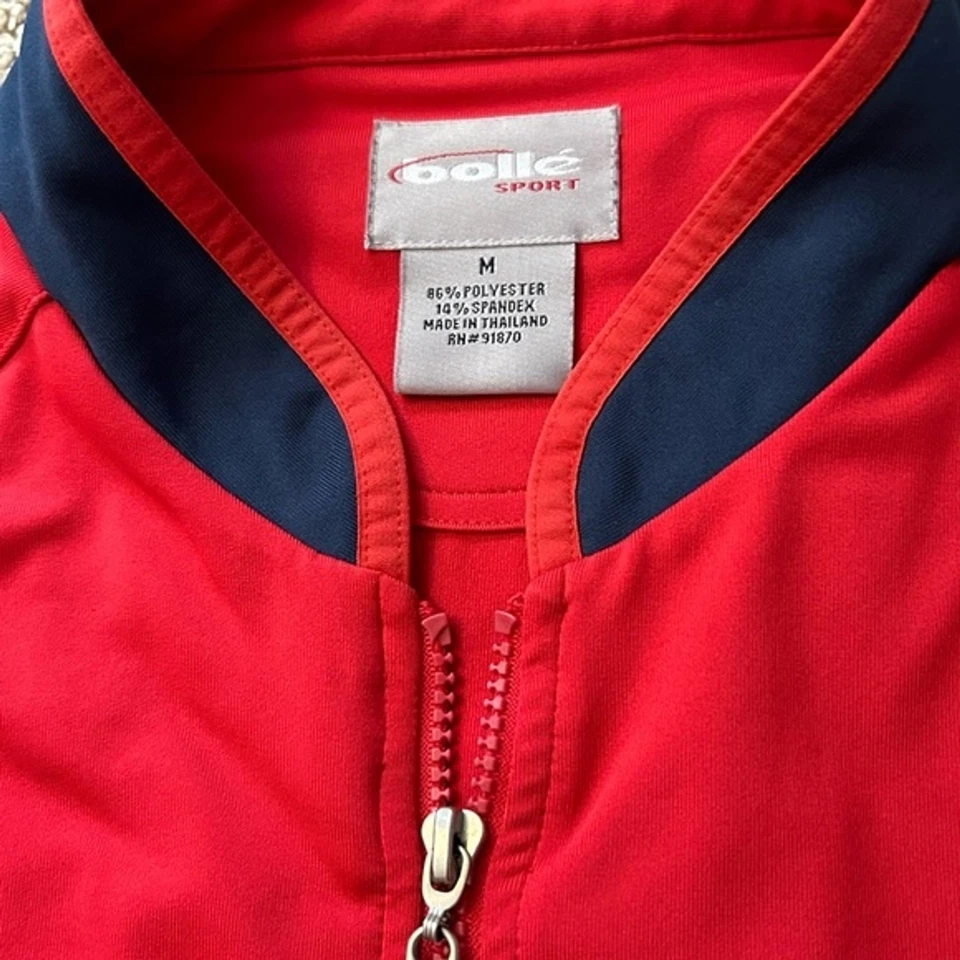 bollé
SPORT
M
86% POLYESTER
14% SPANDEX
MADE IN THAILAND
RN# 91870